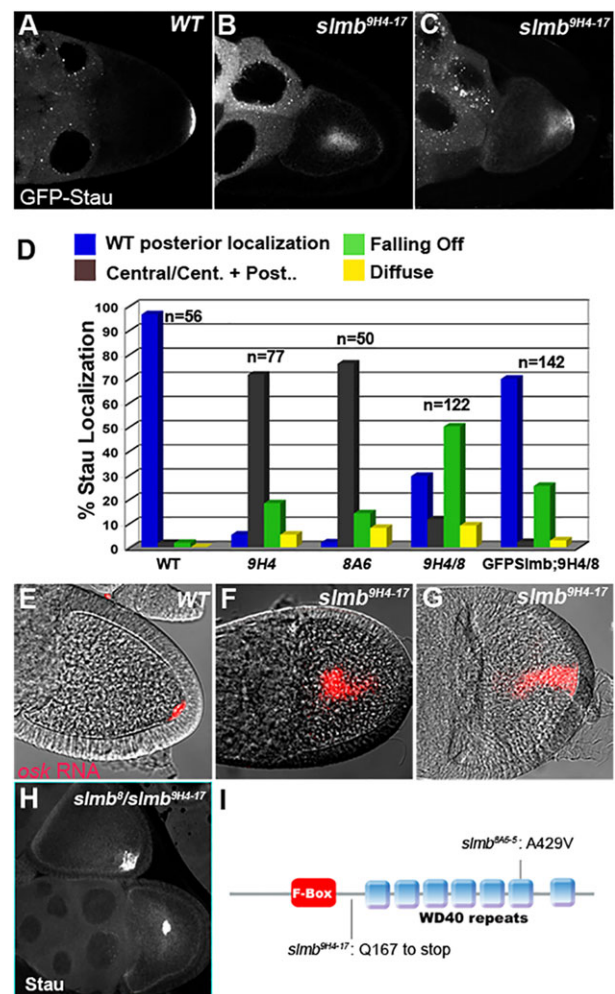 A WT
B slmb9H4-17
C slmb9H4-17
GFP-Stau
D
WT posterior localization
Falling Off
Central/Cent. + Post..
Diffuse
% Stau Localization
100
90
80
70
60
50
40
30
20
10
0
n=56
n=77
n=50
n=122
n=142
WT
9H4
8A6
9H4/8
GFPSlmb;9H4/8
E WT
F slmb9H4-17
G slmb9H4-17
osk RNA
H slmb8/slmb9H4-17
Stau
I
slmb8A6-5: A429V
F-Box
WD40 repeats
slmb9H4-17: Q167 to stop